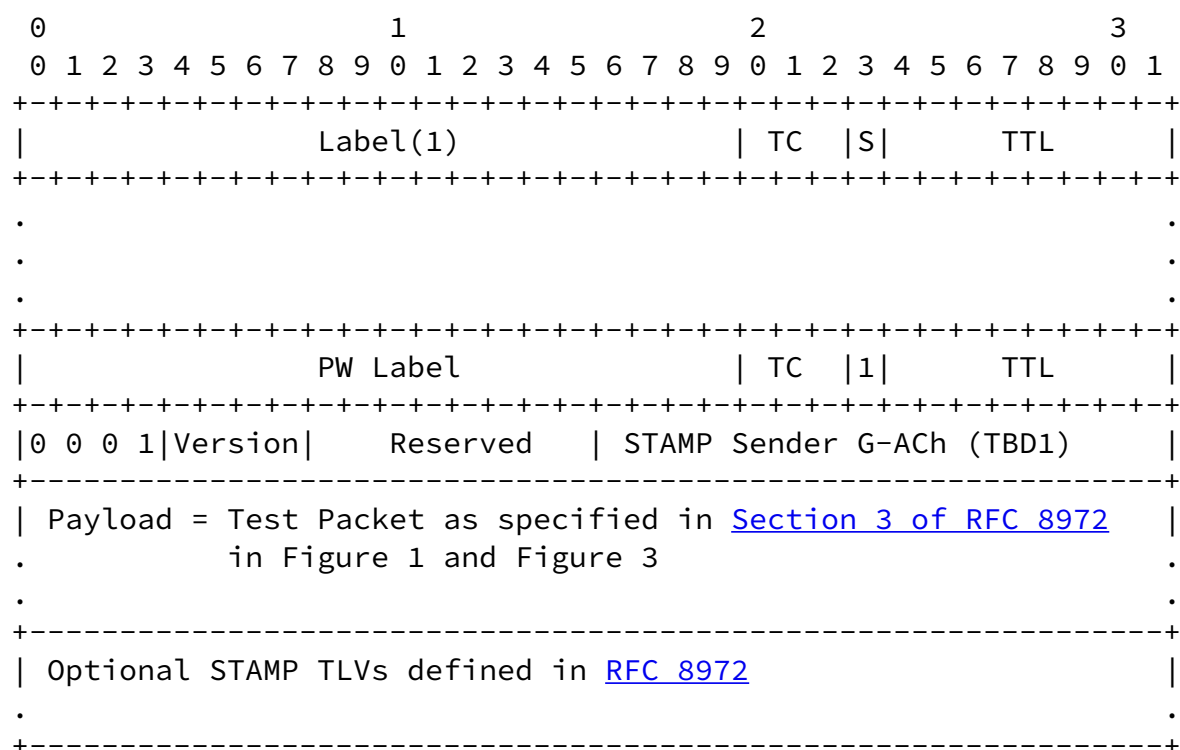 0                   1                   2                   3
 0 1 2 3 4 5 6 7 8 9 0 1 2 3 4 5 6 7 8 9 0 1 2 3 4 5 6 7 8 9 0 1
+-+-+-+-+-+-+-+-+-+-+-+-+-+-+-+-+-+-+-+-+-+-+-+-+-+-+-+-+-+-+-+-+
|                Label(1)               | TC  |S|      TTL      |
+-+-+-+-+-+-+-+-+-+-+-+-+-+-+-+-+-+-+-+-+-+-+-+-+-+-+-+-+-+-+-+-+
.                                                               .
.                                                               .
.                                                               .
+-+-+-+-+-+-+-+-+-+-+-+-+-+-+-+-+-+-+-+-+-+-+-+-+-+-+-+-+-+-+-+-+
|                PW Label               | TC  |1|      TTL      |
+-+-+-+-+-+-+-+-+-+-+-+-+-+-+-+-+-+-+-+-+-+-+-+-+-+-+-+-+-+-+-+-+
|0 0 0 1|Version|    Reserved   | STAMP Sender G-ACh (TBD1)     |
+---------------------------------------------------------------+
| Payload = Test Packet as specified in Section 3 of RFC 8972   |
.           in Figure 1 and Figure 3                            .
.                                                               .
+---------------------------------------------------------------+
| Optional STAMP TLVs defined in RFC 8972                       |
.                                                               .
+---------------------------------------------------------------+